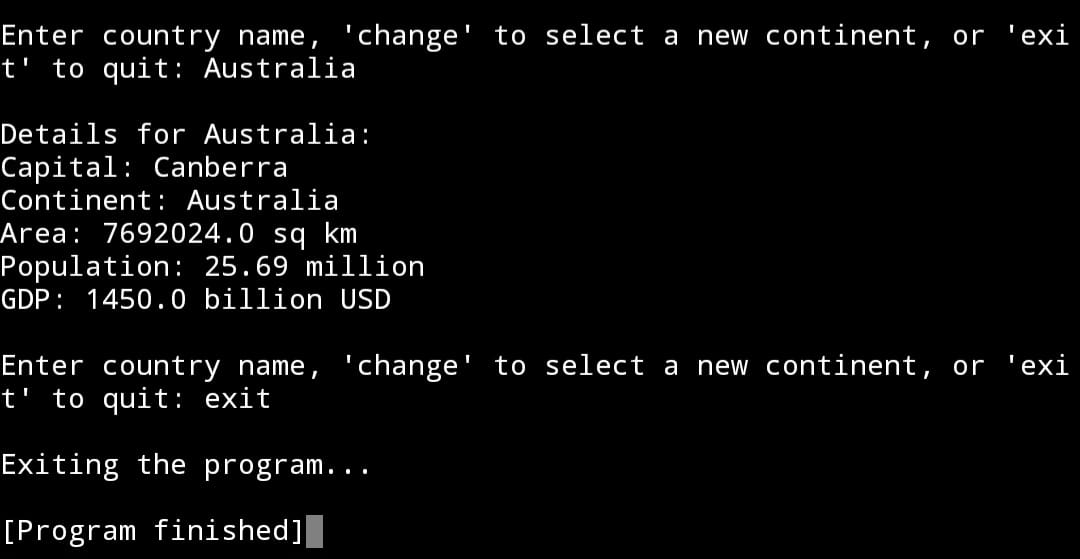 Enter country name, 'change' to select a new continent, or 'exi
t' to quit: Australia
Details for Australia:
Capital: Canberra
Continent: Australia
Area: 7692024.0 sq km
Population: 25.69 million
GDP: 1450.0 billion USD
Enter country name, 'change' to select a new continent, or 'exi
t' to quit: exit
Exiting the program...
[Program finished]